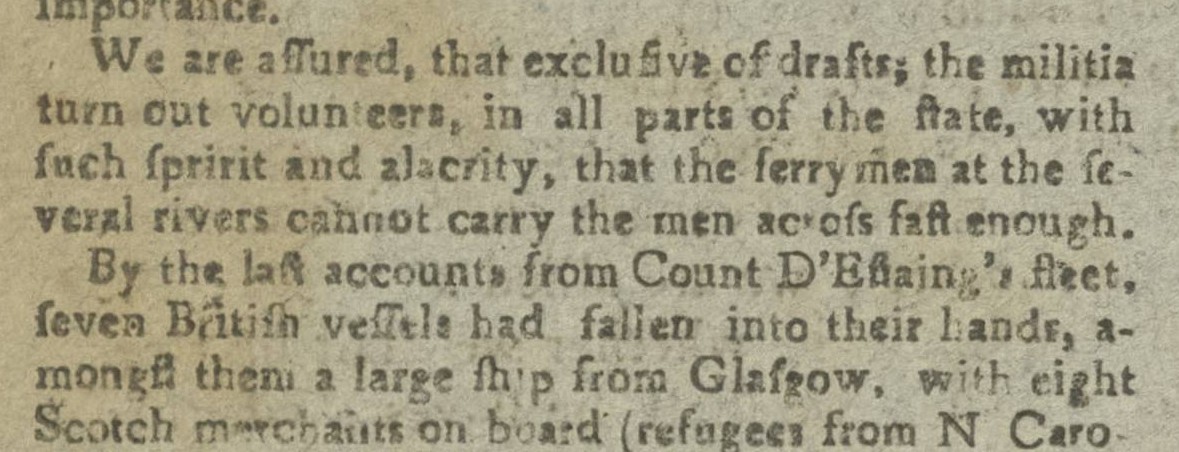 importance.
We are aſſured, that excluſive of drafts; the militia
turn out volunteers, in all parts of the ſtate, with
ſuch ſpririt and alacrity, that the ferrymen at the ſe-
veral rivers cannot carry the men acroſs faſt enough.
By the laſt accounts from Count D'Eſtaing's fleet,
ſeven Britiſh veſſels had fallen into their hands, a-
mongſt them a large ſhip from Glaſgow, with eight
Scotch merchants on board (refugees from N Caro-